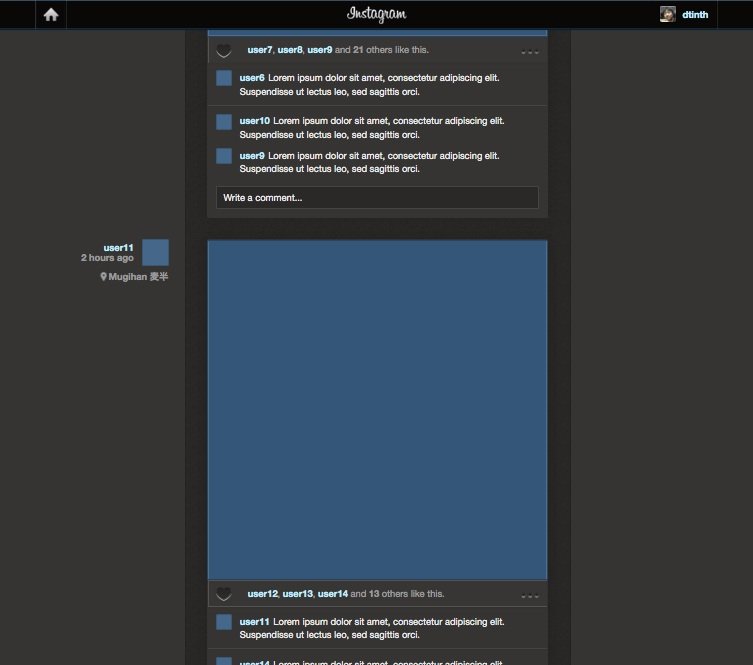 Instagram
dtinth
user7, user8, user9 and 21 others like this.
user6 Lorem ipsum dolor sit amet, consectetur adipiscing elit.
Suspendisse ut lectus leo, sed sagittis orci.
user10 Lorem ipsum dolor sit amet, consectetur adipiscing elit.
Suspendisse ut lectus leo, sed sagittis orci.
user9 Lorem ipsum dolor sit amet, consectetur adipiscing elit.
Suspendisse ut lectus leo, sed sagittis orci.
Write a comment...
user11
2 hours ago
Mugihan 麦半
user12, user13, user14 and 13 others like this.
user11 Lorem ipsum dolor sit amet, consectetur adipiscing elit.
Suspendisse ut lectus leo, sed sagittis orci.
user14 Lorem ipsum dolor sit amet, consectetur adipiscing elit.